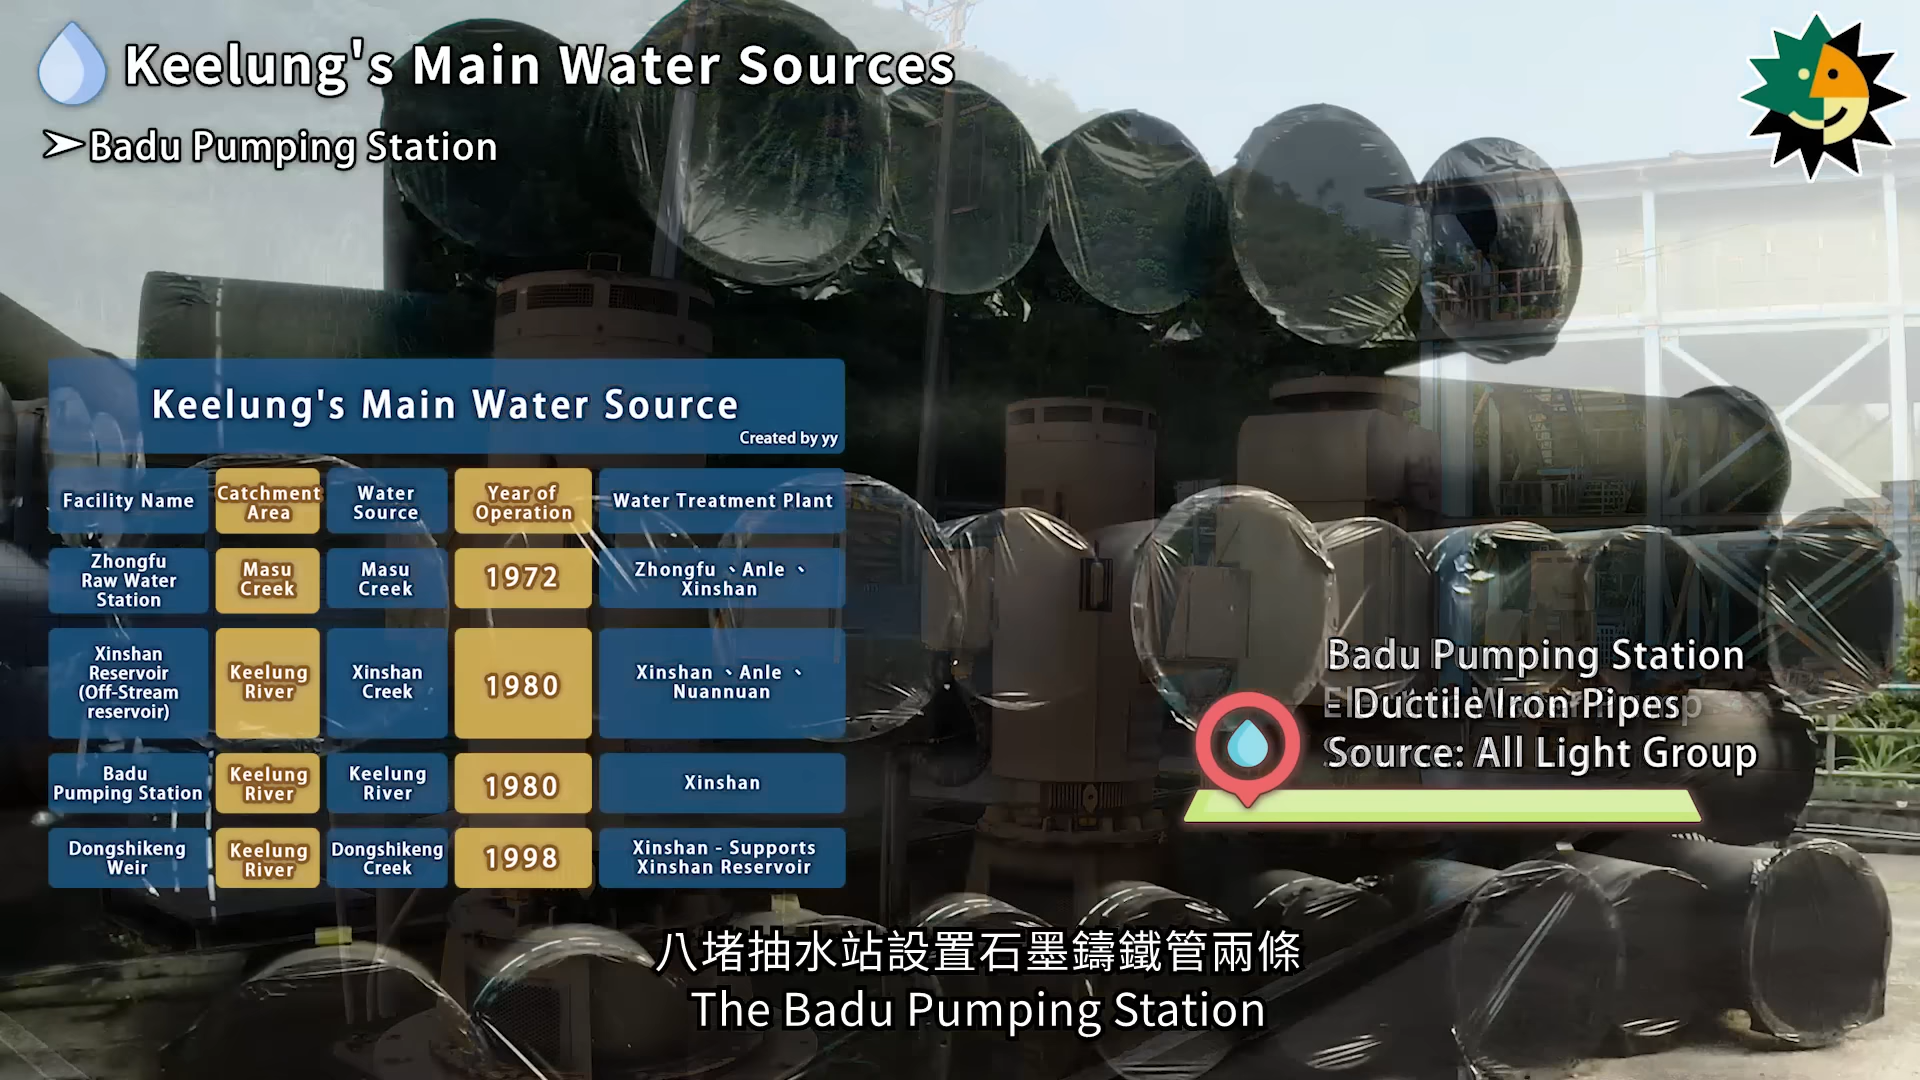 Keelung's Main Water Sources
➢Badu Pumping Station
Keelung's Main Water Source
Created by yy
Facility Name
Catchment
Area
Water
Source
Year of
Operation
Water Treatment Plant
Zhongfu
Raw Water
Station
Masu
Creek
Masu
Creek
1972
Zhongfu 、Anle 、
Xinshan
Xinshan
Reservoir
(Off-Stream
reservoir)
Keelung
River
Xinshan
Creek
1980
Xinshan 、Anle 、
Nuannuan
Badu
Pumping Station
Keelung
River
Keelung
River
1980
Xinshan
Dongshikeng
Weir
Keelung
River
Dongshikeng
Creek
1998
Xinshan - Supports
Xinshan Reservoir
Badu Pumping Station
- Ductile Iron Pipes
Source: All Light Group
八堵抽水站設置石墨鑄鐵管兩條
The Badu Pumping Station